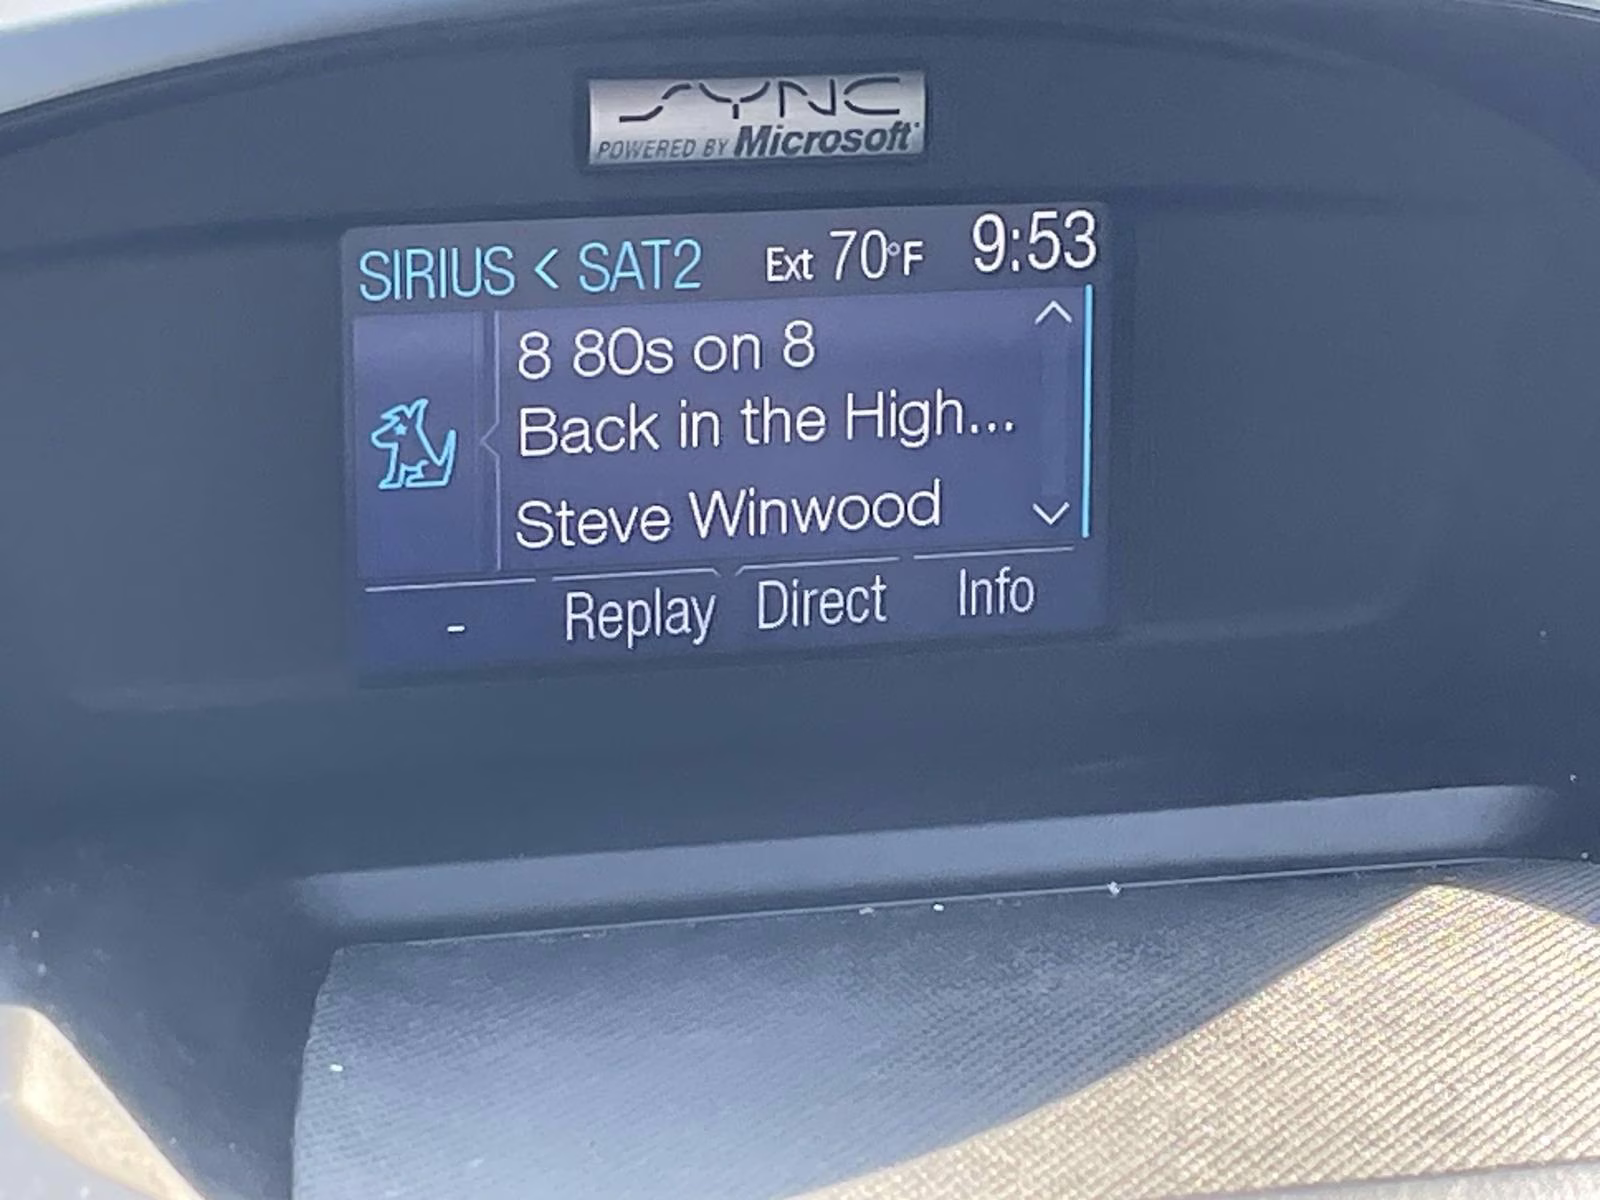 SYNC
POWERED BY Microsoft
SIRIUS < SAT2 Ext 70°F 9:53
8 80s on 8
Back in the High...
Steve Winwood
- Replay Direct Info